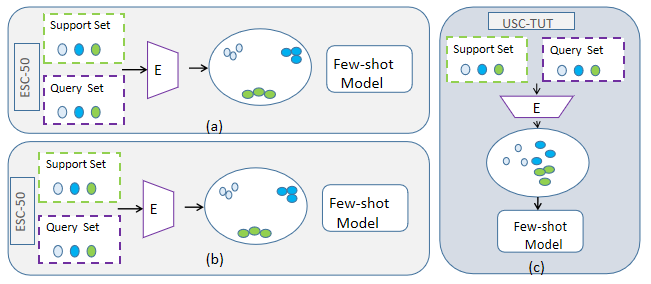 ESC-50
Support Set
Query Set
E
Few-shot
Model
(a)
ESC-50
Support Set
Query Set
E
Few-shot
Model
(b)
USC-TUT
Support Set
Query Set
E
Few-shot
Model
(c)